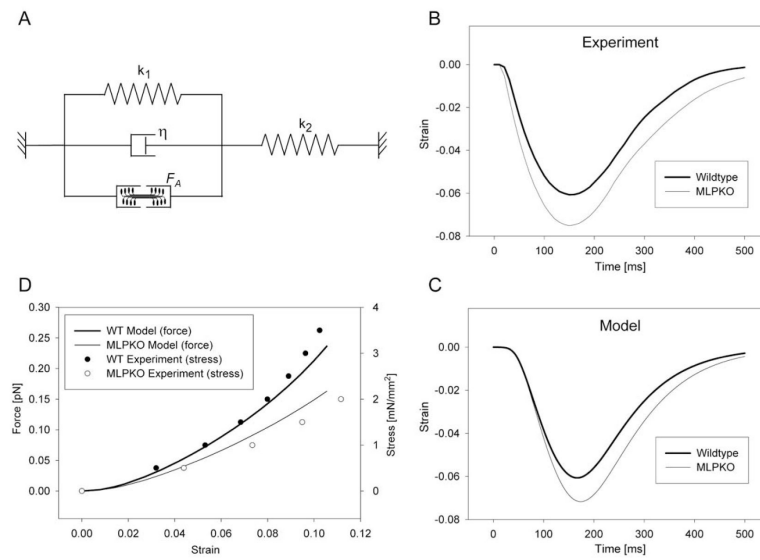 A
k1
η
k2
FA
B
Experiment
0.00
-0.02
-0.04
-0.06
-0.08
Strain
Wildtype
MLPKO
0 100 200 300 400 500
Time [ms]
C
Model
0.00
-0.02
-0.04
-0.06
-0.08
Strain
Wildtype
MLPKO
0 100 200 300 400 500
Time [ms]
D
0.30
0.25
0.20
0.15
0.10
0.05
0.00
Force [pN]
WT Model (force)
MLPKO Model (force)
WT Experiment (stress)
MLPKO Experiment (stress)
4
3
2
1
0
Stress [mN/mm²]
0.00 0.02 0.04 0.06 0.08 0.10 0.12
Strain